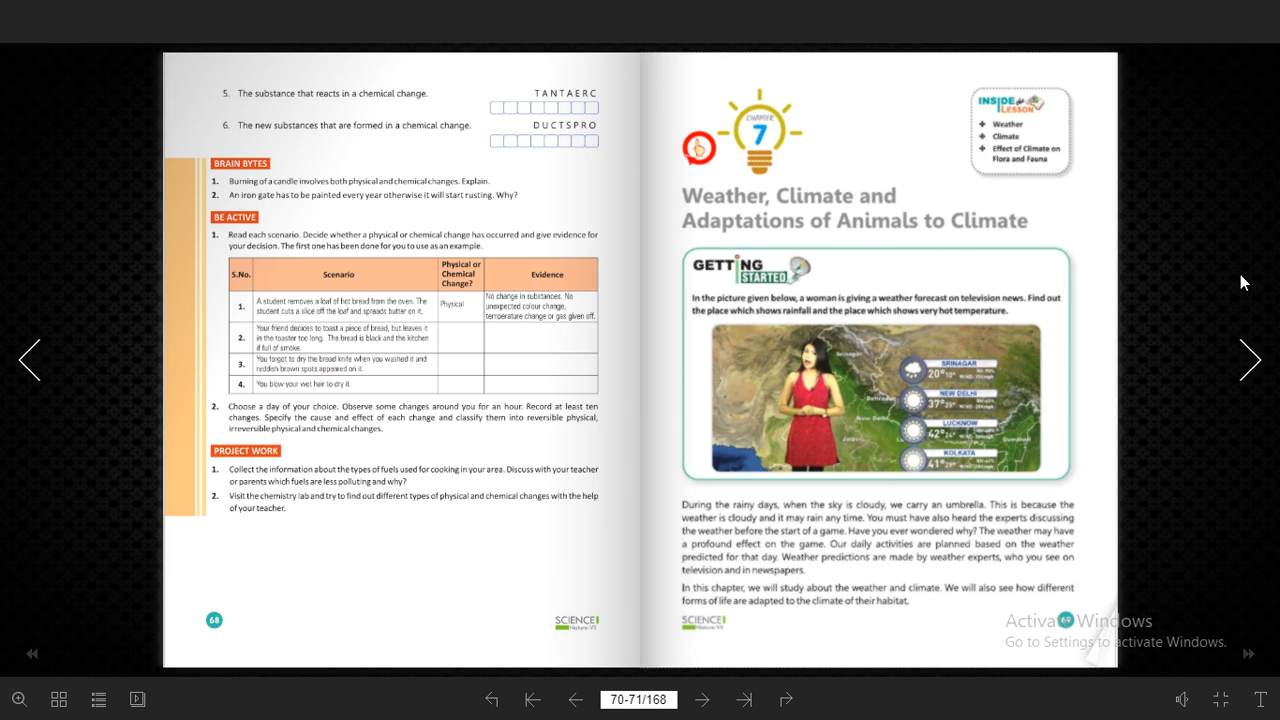 5. The substance that reacts in a chemical change.
TANTAERC
6. The new substances that are formed in a chemical change.
DUCTSPRO
BRAIN BYTES
1. Burning of a candle involves both physical and chemical changes. Explain.
2. An iron gate has to be painted every year otherwise it will start rusting. Why?
BE ACTIVE
1. Read each scenario. Decide whether a physical or chemical change has occurred and give evidence for
your decision. The first one has been done for you to use as an example.
S.No.
Scenario
Physical or
Chemical
Change?
Evidence
1.
A student removes a loaf of hot bread from the oven. The
student cuts a slice off the loaf and spreads butter on it.
Physical
No change in substances. No
unexpected colour change,
temperature change or gas given off.
2.
Your friend decides to toast a piece of bread, but leaves it
in the toaster too long. The bread is black and the kitchen
if full of smoke.
3.
You forgot to dry the bread knife when you washed it and
reddish brown spots appeared on it.
4.
You blow your wet hair to dry it.
2. Choose a day of your choice. Observe some changes around you for an hour. Record at least ten
changes. Specify the cause and effect of each change and classify them into reversible physical,
irreversible physical and chemical changes.
PROJECT WORK
1. Collect the information about the types of fuels used for cooking in your area. Discuss with your teacher
or parents which fuels are less polluting and why?
2. Visit the chemistry lab and try to find out different types of physical and chemical changes with the help
of your teacher.
68
SCIENCE
Nature-VII
CHAPTER
7
INSIDE the
LESSON
Weather
Climate
Effect of Climate on
Flora and Fauna
Weather, Climate and
Adaptations of Animals to Climate
GETTING
STARTED
In the picture given below, a woman is giving a weather forecast on television news. Find out
the place which shows rainfall and the place which shows very hot temperature.
Srinagar
SRINAGAR
20°
NEW DELHI
37°
New Delhi
LUCKNOW
42°
Jaipur
Guwahati
KOLKATA
41°
During the rainy days, when the sky is cloudy, we carry an umbrella. This is because the
weather is cloudy and it may rain any time. You must have also heard the experts discussing
the weather before the start of a game. Have you ever wondered why? The weather may have
a profound effect on the game. Our daily activities are planned based on the weather
predicted for that day. Weather predictions are made by weather experts, who you see on
television and in newspapers.
In this chapter, we will study about the weather and climate. We will also see how different
forms of life are adapted to the climate of their habitat.
SCIENCE
Nature-VII
69
Activate Windows
Go to Settings to activate Windows.
70-71/168